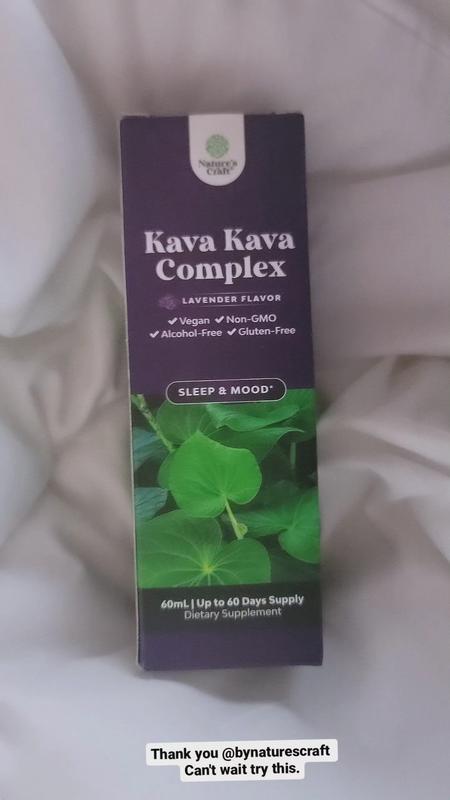 Nature's
Craft
Kava Kava
Complex
LAVENDER FLAVOR
✔ Vegan ✔ Non-GMO
✔ Alcohol-Free ✔ Gluten-Free
SLEEP & MOOD*
60mL | Up to 60 Days Supply
Dietary Supplement
Thank you @bynaturescraft
Can't wait try this.